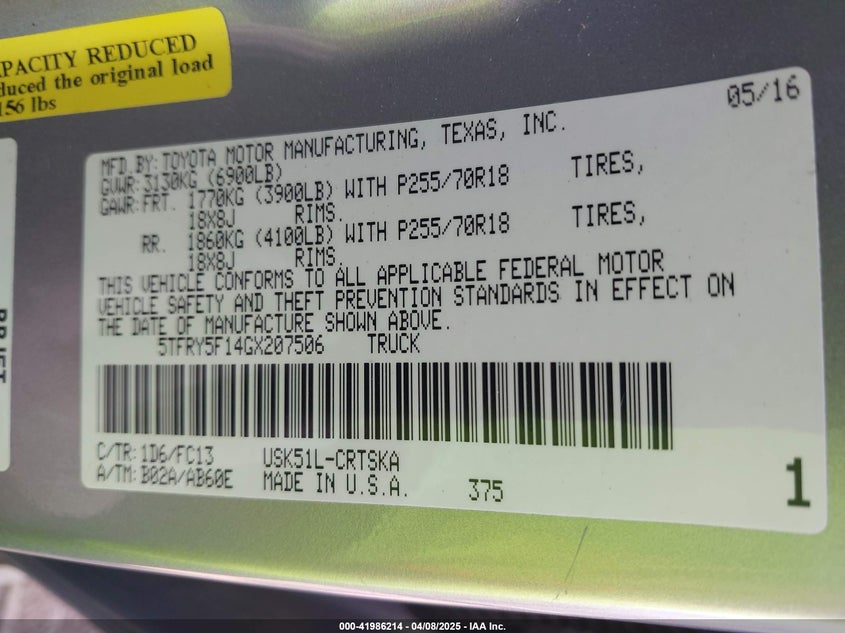 PACITY REDUCED
duced the original load
156 lbs
05/16
MFD.BY: TOYOTA MOTOR MANUFACTURING, TEXAS, INC.
GVWR: 3130KG (6900LB)
GAWR: FRT. 1770KG (3900LB) WITH P255/70R18 TIRES,
18X8J RIMS.
RR. 1860KG (4100LB) WITH P255/70R18 TIRES,
18X8J RIMS.
THIS VEHICLE CONFORMS TO ALL APPLICABLE FEDERAL MOTOR
VEHICLE SAFETY AND THEFT PREVENTION STANDARDS IN EFFECT ON
THE DATE OF MANUFACTURE SHOWN ABOVE.
5TFRY5F14GX207506 TRUCK
C/TR: 1D6/FC13 USK51L-CRTSKA
A/TM: B02A/AB60E MADE IN U.S.A. 375
1
000-41986214 - 04/08/2025 - IAA Inc.